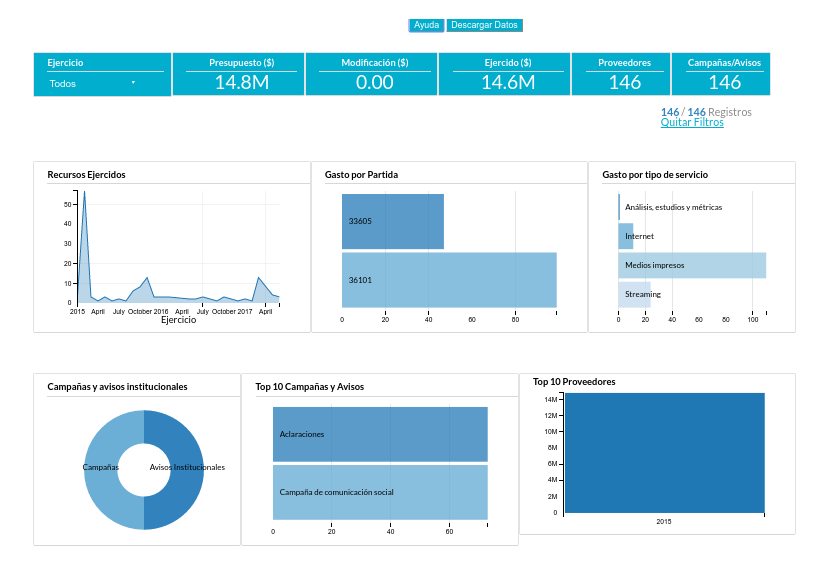 Ayuda Descargar Datos
Ejercicio Presupuesto ($) Modificación ($) Ejercido ($) Proveedores Campañas/Avisos
Todos 14.8M 0.00 14.6M 146 146
146 / 146 Registros
Quitar Filtros
Recursos Ejercidos
50
40
30
20
10
0
2015 April July October 2016 April July October 2017 April
Ejercicio
Gasto por Partida
33605
36101
0 20 40 60 80
Gasto por tipo de servicio
Análisis, estudios y métricas
Internet
Medios impresos
Streaming
0 20 40 60 80 100
Campañas y avisos institucionales
Campañas Avisos Institucionales
Top 10 Campañas y Avisos
Aclaraciones
Campaña de comunicación social
0 20 40 60
Top 10 Proveedores
14M
12M
10M
8M
6M
4M
2M
0
2015